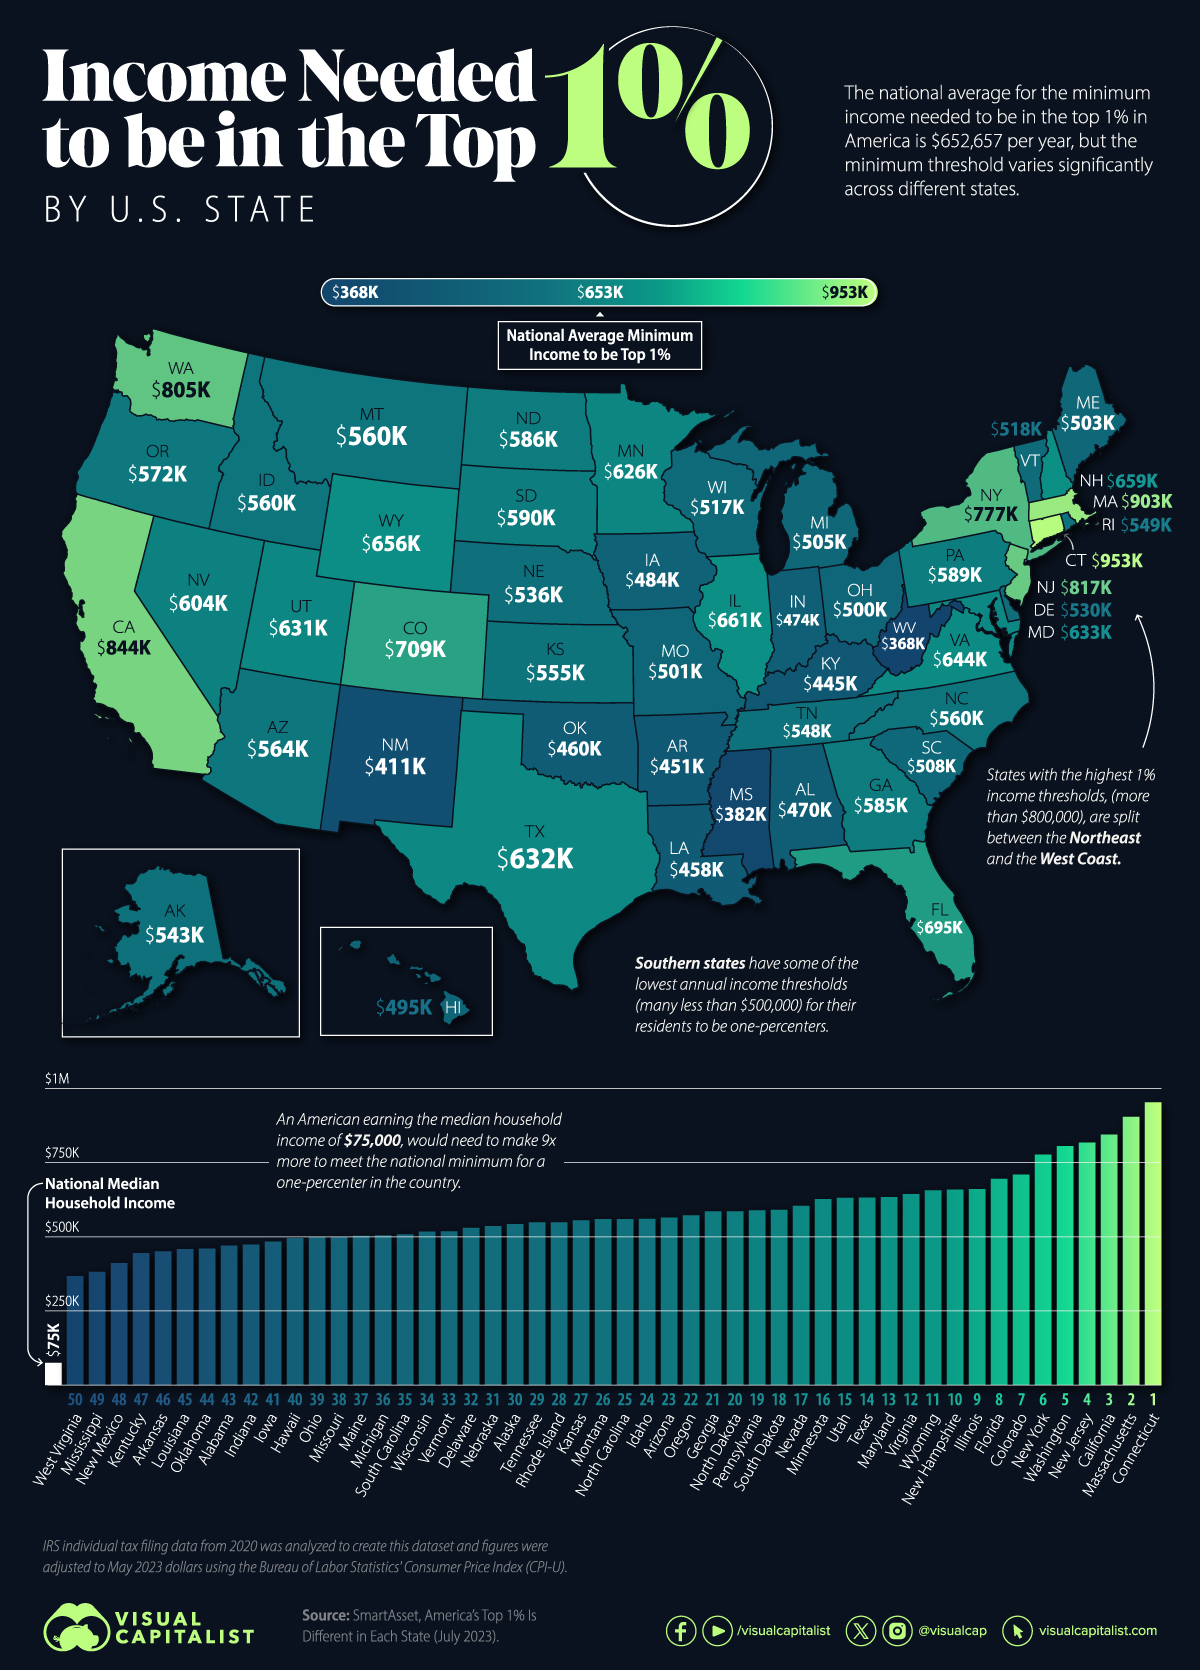 Income Needed
to be in the Top
1%
BY U.S. STATE
The national average for the minimum
income needed to be in the top 1% in
America is $652,657 per year, but the
minimum threshold varies significantly
across different states.
$368K
$653K
$953K
National Average Minimum
Income to be Top 1%
WA
$805K
OR
$572K
CA
$844K
NV
$604K
ID
$560K
MT
$560K
WY
$656K
UT
$631K
CO
$709K
AZ
$564K
NM
$411K
ND
$586K
SD
$590K
NE
$536K
KS
$555K
OK
$460K
TX
$632K
MN
$626K
IA
$484K
MO
$501K
AR
$451K
LA
$458K
WI
$517K
IL
$661K
MI
$505K
IN
$474K
OH
$500K
KY
$445K
TN
$548K
MS
$382K
AL
$470K
GA
$585K
FL
$695K
SC
$508K
NC
$560K
VA
$644K
WV
$368K
PA
$589K
NY
$777K
$518K
VT
ME
$503K
NH $659K
MA $903K
RI $549K
CT $953K
NJ $817K
DE $530K
MD $633K
AK
$543K
$495K HI
States with the highest 1%
income thresholds, (more
than $800,000), are split
between the Northeast
and the West Coast.
Southern states have some of the
lowest annual income thresholds
(many less than $500,000) for their
residents to be one-percenters.
$1M
$750K
$500K
$250K
An American earning the median household
income of $75,000, would need to make 9x
more to meet the national minimum for a
one-percenter in the country.
National Median
Household Income
$75K
50 49 48 47 46 45 44 43 42 41 40 39 38 37 36 35 34 33 32 31 30 29 28 27 26 25 24 23 22 21 20 19 18 17 16 15 14 13 12 11 10 9 8 7 6 5 4 3 2 1
West Virginia
Mississippi
New Mexico
Kentucky
Arkansas
Louisiana
Oklahoma
Alabama
Indiana
Iowa
Hawaii
Ohio
Missouri
Maine
Michigan
South Carolina
Wisconsin
Vermont
Delaware
Nebraska
Alaska
Tennessee
Rhode Island
Kansas
Montana
North Carolina
Idaho
Arizona
Oregon
Georgia
North Dakota
Pennsylvania
South Dakota
Nevada
Minnesota
Utah
Texas
Maryland
Virginia
Wyoming
New Hampshire
Illinois
Florida
Colorado
New York
Washington
New Jersey
California
Massachusetts
Connecticut
IRS individual tax filing data from 2020 was analyzed to create this dataset and figures were
adjusted to May 2023 dollars using the Bureau of Labor Statistics' Consumer Price Index (CPI-U).
VISUAL
CAPITALIST
Source: SmartAsset, America's Top 1% Is
Different in Each State (July 2023).
/visualcapitalist
@visualcap
visualcapitalist.com